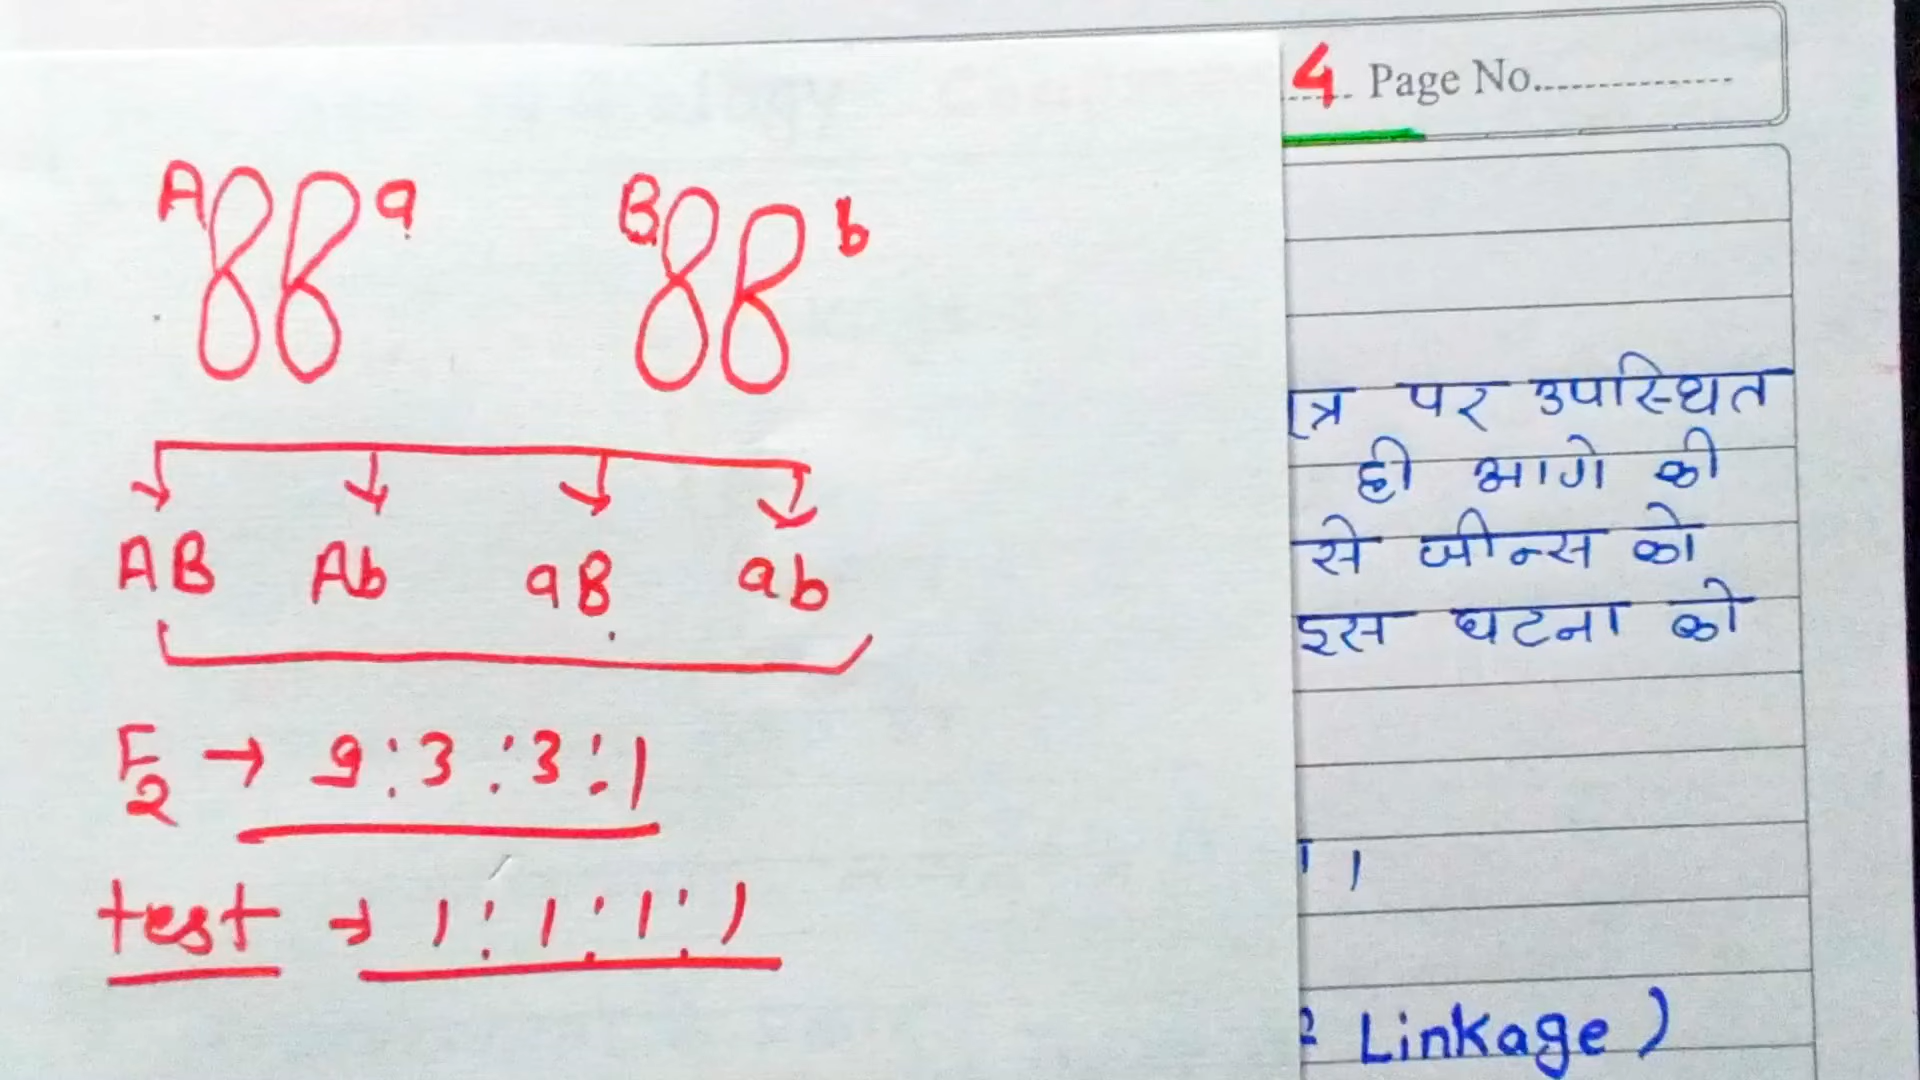 4 Page No.
A a B b
AB Ab aB ab
F2 → 9:3:3:1
test → 1:1:1:1
पर उपस्थित
ही आगे की
से जीन्स को
इस घटना को
Linkage)